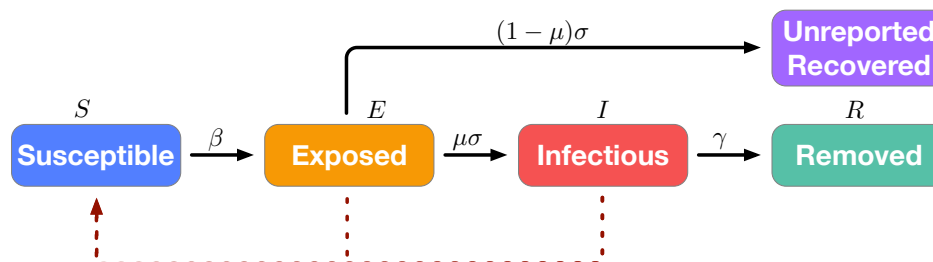 (1 − μ)σ
Unreported
Recovered
S
E
I
R
Susceptible
β
Exposed
μσ
Infectious
γ
Removed